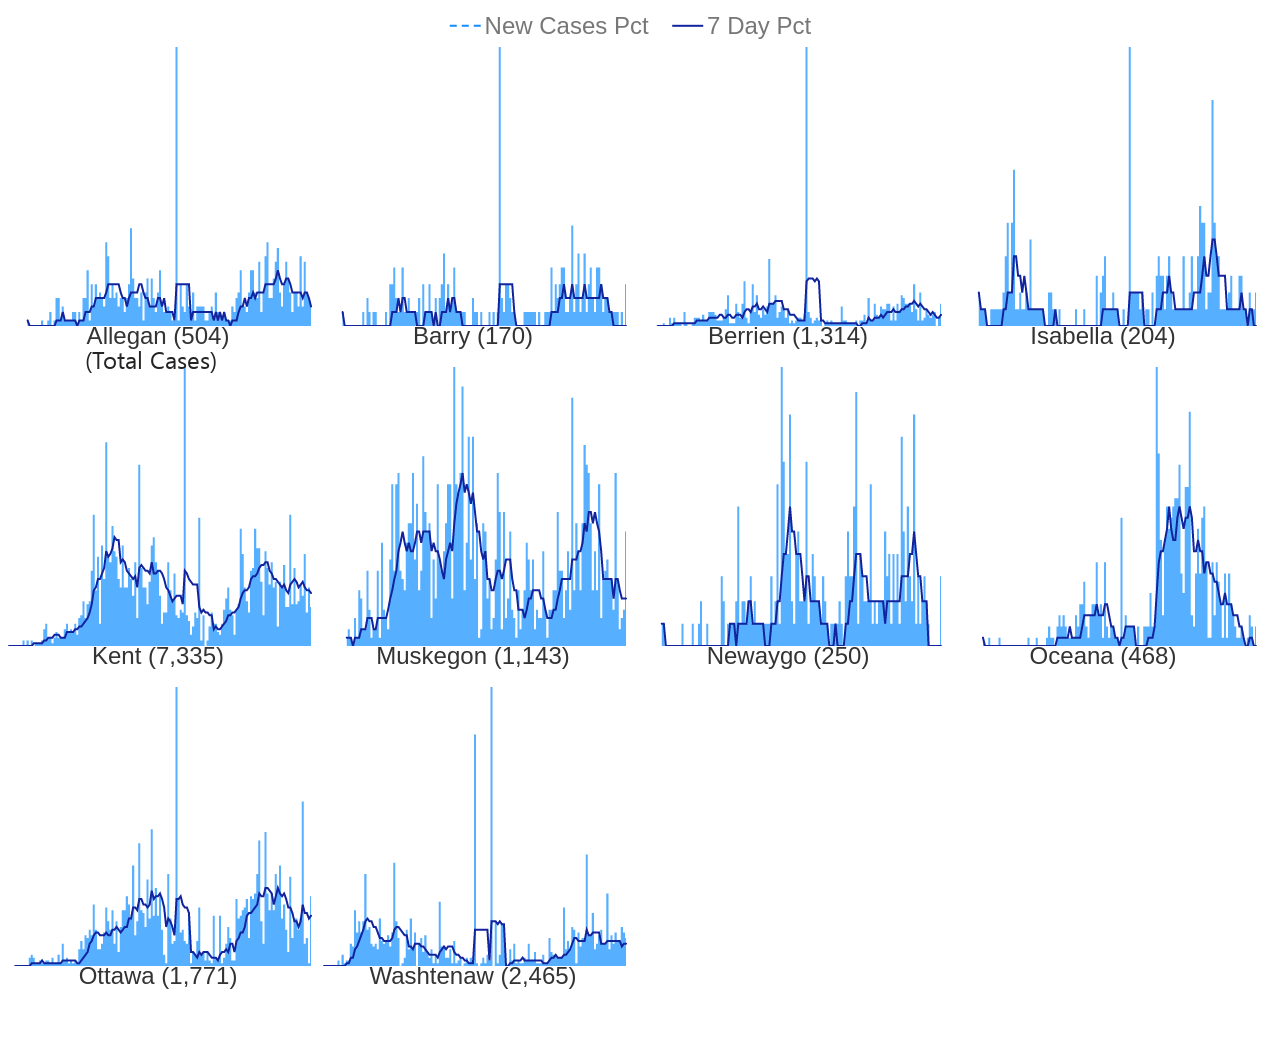 New Cases Pct 7 Day Pct
Allegan (504) Barry (170) Berrien (1,314) Isabella (204)
(Total Cases)
Kent (7,335) Muskegon (1,143) Newaygo (250) Oceana (468)
Ottawa (1,771) Washtenaw (2,465)